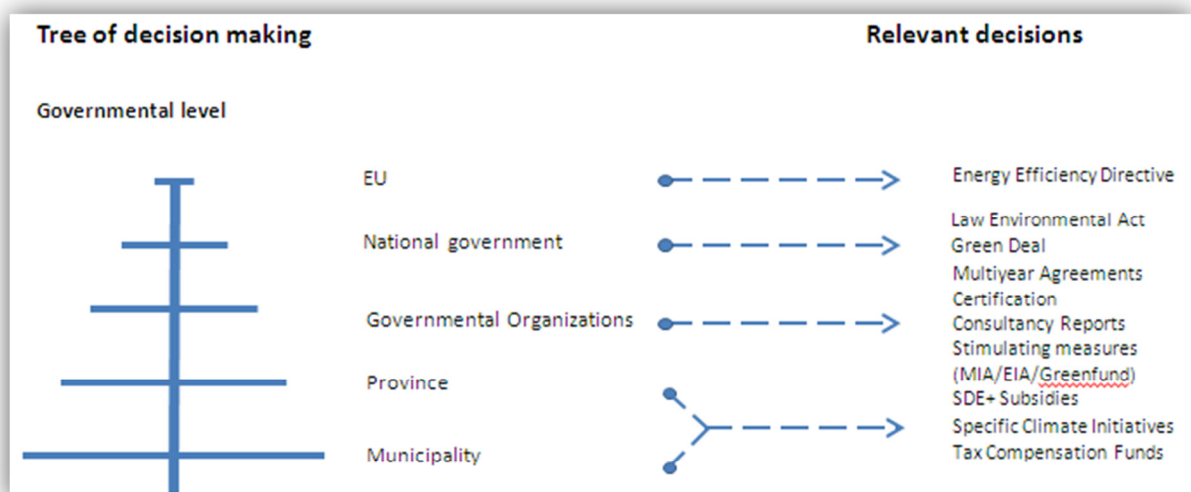 Tree of decision making
Relevant decisions
Governmental level
EU
Energy Efficiency Directive
National government
Law Environmental Act
Green Deal
Multiyear Agreements
Governmental Organizations
Certification
Consultancy Reports
Stimulating measures
(MIA/EIA/Greenfund)
Province
SDE+ Subsidies
Municipality
Specific Climate Initiatives
Tax Compensation Funds